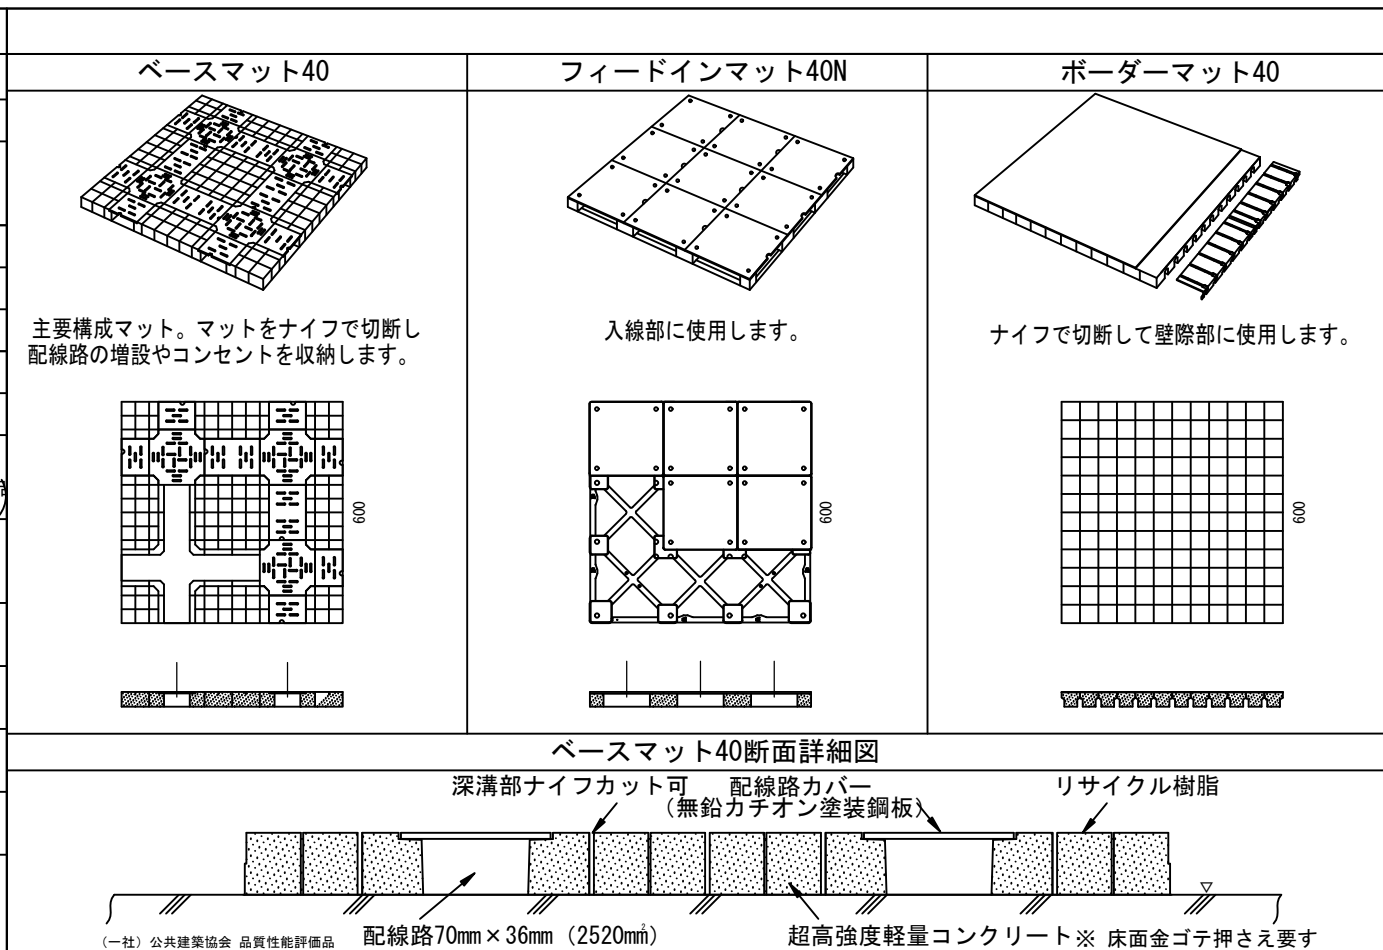 ベースマット40
フィードインマット40N
ボーダーマット40
主要構成マット。マットをナイフで切断し
配線路の増設やコンセントを収納します。
入線部に使用します。
ナイフで切断して壁際部に使用します。
600
600
600
ベースマット40断面詳細図
深溝部ナイフカット可
配線路カバー
(無鉛カチオン塗装鋼板)
リサイクル樹脂
(一社)公共建築協会 品質性能評価品
配線路70mm×36mm (2520mm²)
超高強度軽量コンクリート
※ 床面金ゴテ押さえ要す